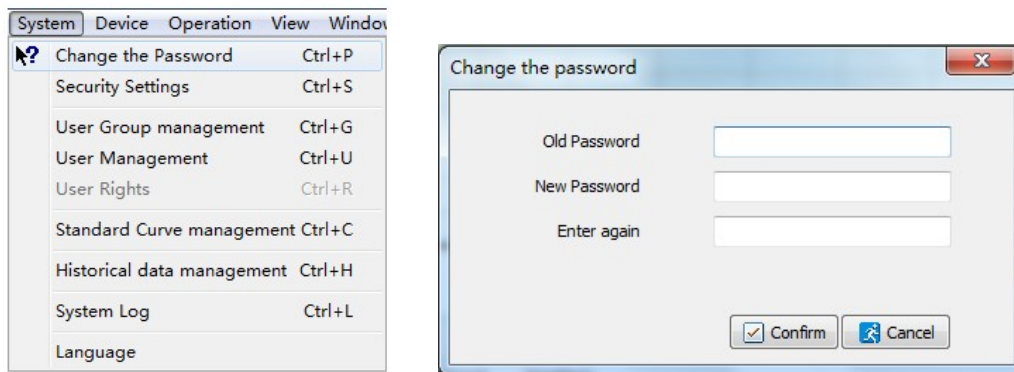 System Device Operation View Window
Change the Password Ctrl+P
Security Settings Ctrl+S
User Group management Ctrl+G
User Management Ctrl+U
User Rights Ctrl+R
Standard Curve management Ctrl+C
Historical data management Ctrl+H
System Log Ctrl+L
Language
Change the password
Old Password
New Password
Enter again
Confirm Cancel